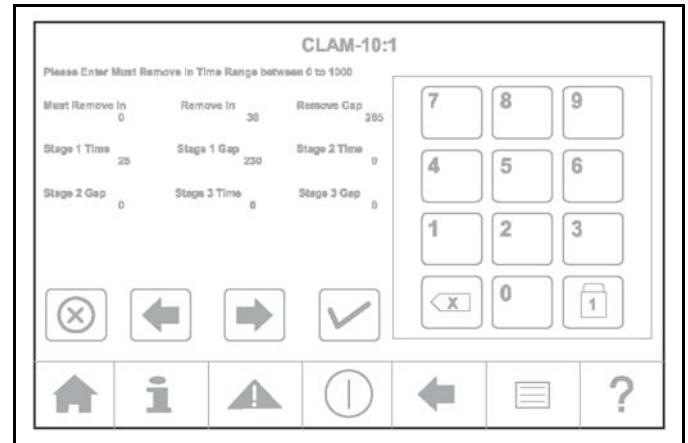 CLAM-10:1
Please Enter Must Remove in Time Range between 0 to 1000
Must Remove In Remove In Remove Gap
0 38 265
Stage 1 Time Stage 1 Gap Stage 2 Time
25 230 0
Stage 2 Gap Stage 3 Time Stage 3 Gap
0 0 0
7 8 9
4 5 6
1 2 3
X 0 1
i ! ?